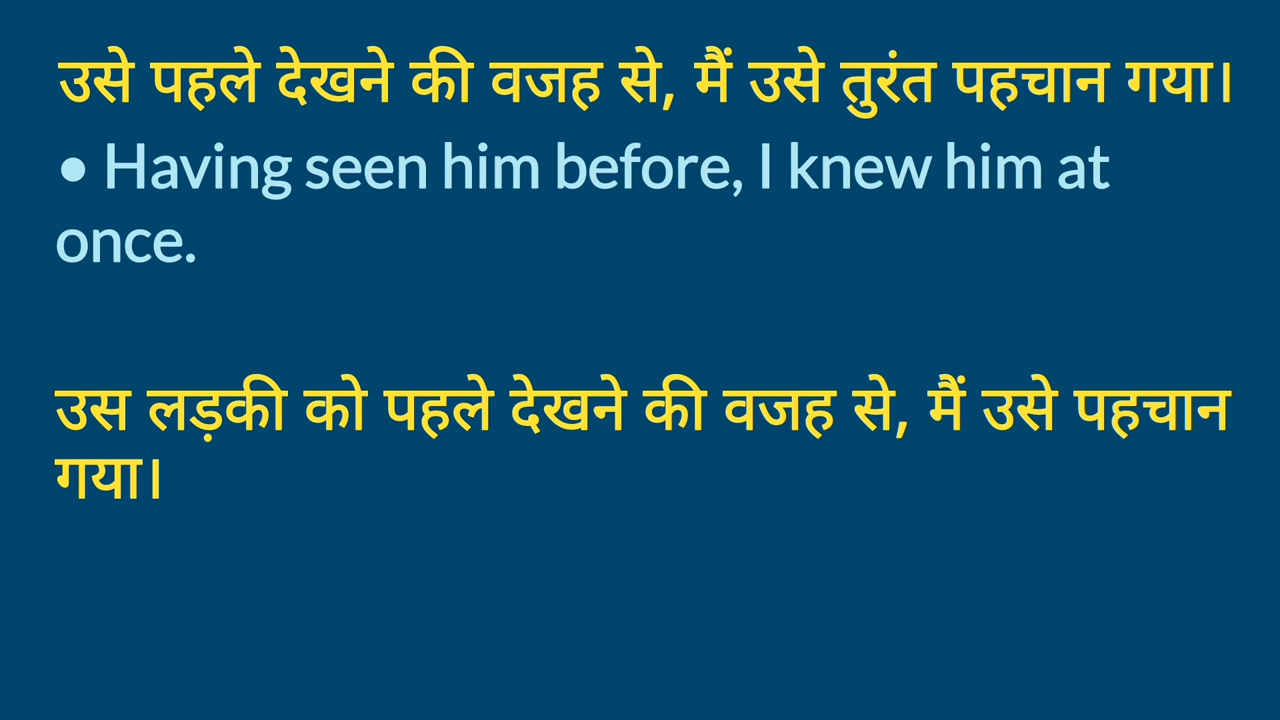 उसे पहले देखने की वजह से, मैं उसे तुरंत पहचान गया।
• Having seen him before, I knew him at
once.
उस लड़की को पहले देखने की वजह से, मैं उसे पहचान
गया।